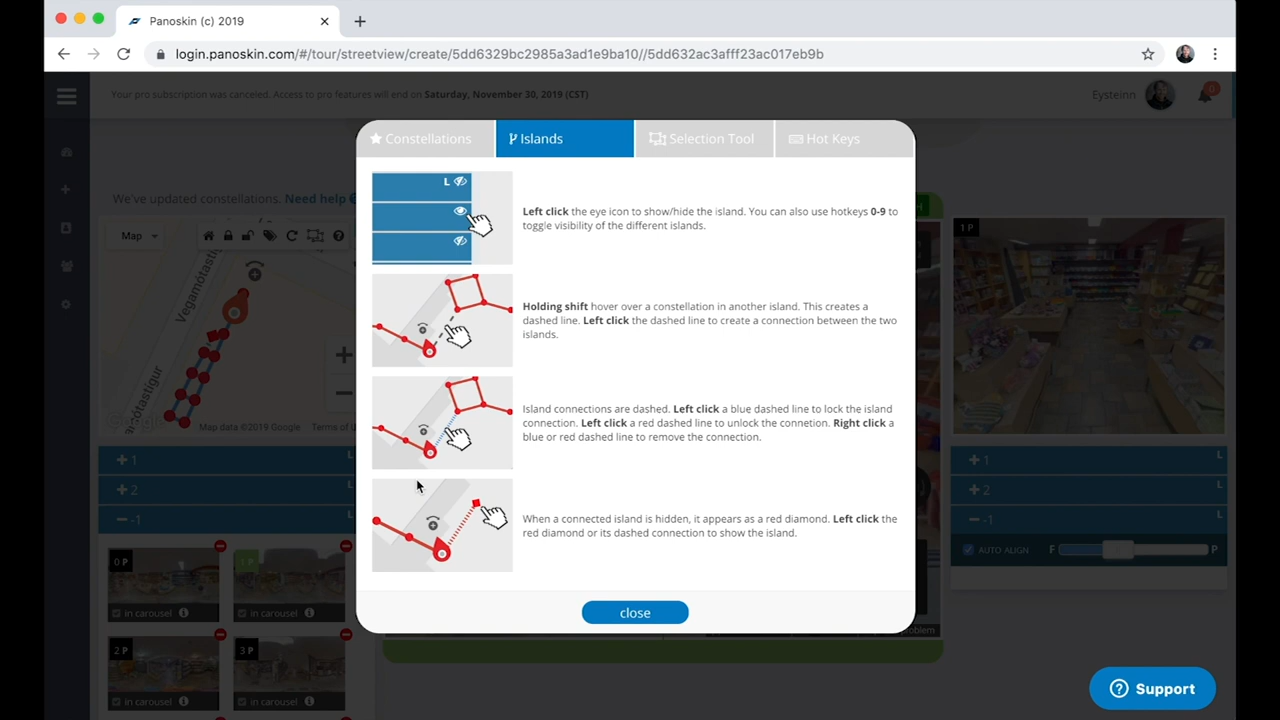 Panoskin (c) 2019
login.panoskin.com/#/tour/streetview/create/5dd6329bc2985a3ad1e9ba10//5dd632ac3afff23ac017eb9b
Your pro subscription was canceled. Access to pro features will end on Saturday, November 30, 2019 (CST)
Eysteinn
0
Constellations
Islands
Selection Tool
Hot Keys
We've updated constellations. Need help
Map
Vegamótastígur
Map data ©2019 Google
Terms of U
L
Left click the eye icon to show/hide the island. You can also use hotkeys 0-9 to
toggle visibility of the different islands.
Holding shift hover over a constellation in another island. This creates a
dashed line. Left click the dashed line to create a connection between the two
islands.
Island connections are dashed. Left click a blue dashed line to lock the island
connection. Left click a red dashed line to unlock the connetion. Right click a
blue or red dashed line to remove the connection.
When a connected island is hidden, it appears as a red diamond. Left click the
red diamond or its dashed connection to show the island.
close
1 L
2 L
-1 L
0 P
1 P
in carousel
in carousel
2 P
3 P
in carousel
in carousel
1 P
1 L
2 L
-1 L
AUTO ALIGN F P
problem
Support